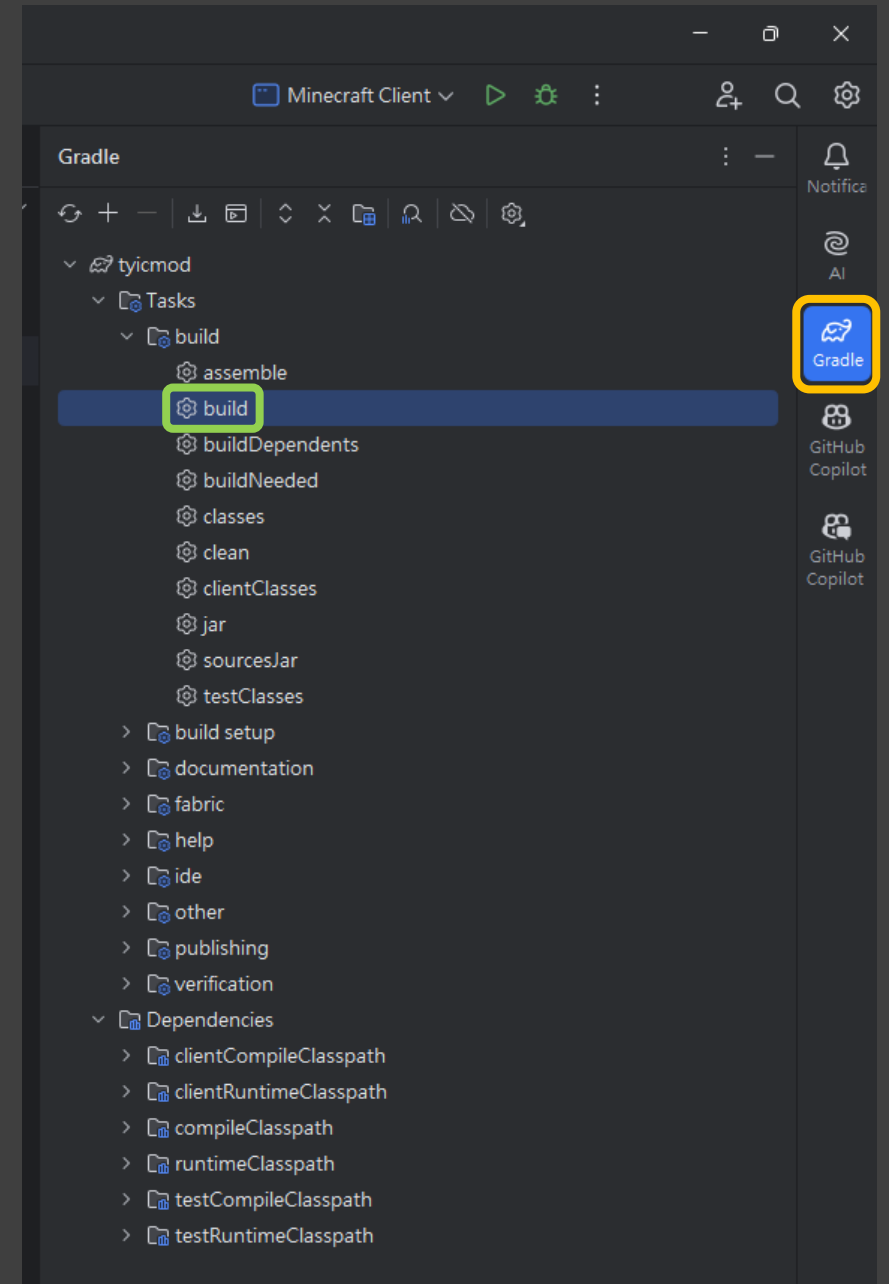 Minecraft Client
Gradle
Notifica
AI
Gradle
GitHub
Copilot
GitHub
Copilot
tyicmod
Tasks
build
assemble
build
buildDependents
buildNeeded
classes
clean
clientClasses
jar
sourcesJar
testClasses
build setup
documentation
fabric
help
ide
other
publishing
verification
Dependencies
clientCompileClasspath
clientRuntimeClasspath
compileClasspath
runtimeClasspath
testCompileClasspath
testRuntimeClasspath